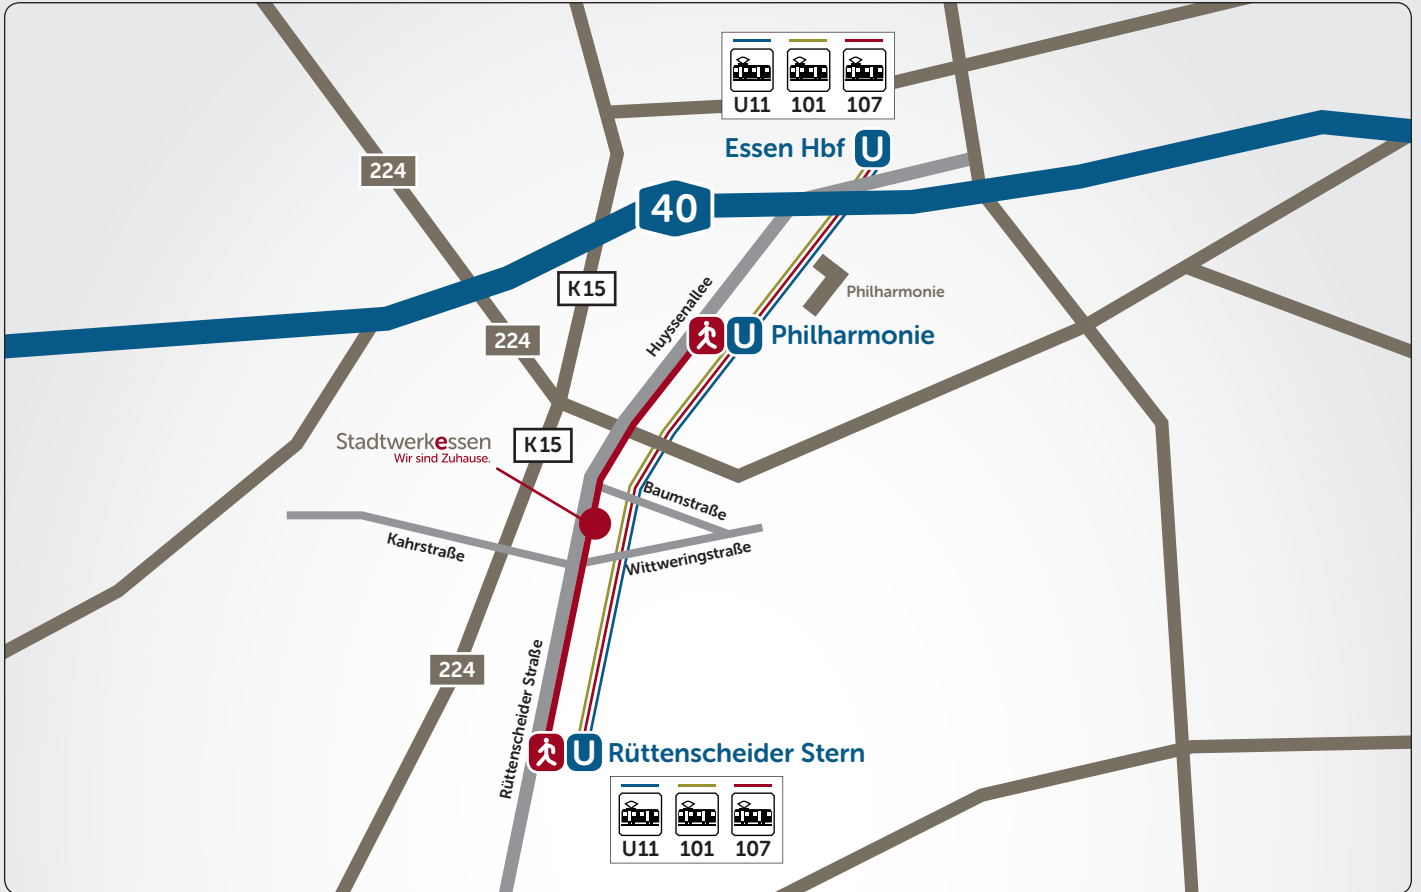 U11 101 107
Essen Hbf U
224
40
K15
Philharmonie
Huyssenallee
224
U Philharmonie
Stadtwerkessen
Wir sind Zuhause.
K15
Baumstraße
Kahrstraße
Wittweringstraße
224
Rüttenscheider Straße
U Rüttenscheider Stern
U11 101 107